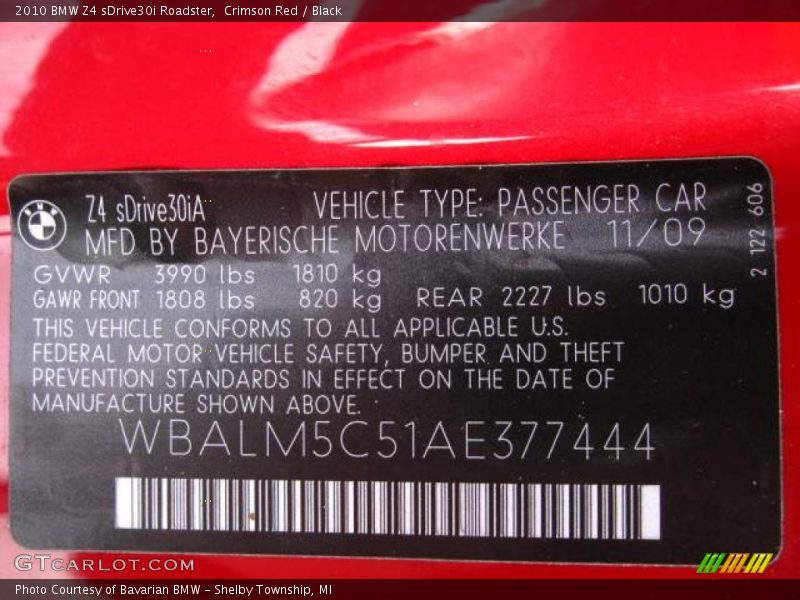 2010 BMW Z4 sDrive30i Roadster, Crimson Red / Black
BMW
Z4 sDrive30iA VEHICLE TYPE: PASSENGER CAR
MFD BY BAYERISCHE MOTORENWERKE 11/09
2 122 606
GVWR 3990 lbs 1810 kg
GAWR FRONT 1808 lbs 820 kg REAR 2227 lbs 1010 kg
THIS VEHICLE CONFORMS TO ALL APPLICABLE U.S.
FEDERAL MOTOR VEHICLE SAFETY, BUMPER AND THEFT
PREVENTION STANDARDS IN EFFECT ON THE DATE OF
MANUFACTURE SHOWN ABOVE.
WBALM5C51AE377444
GTCARLOT.COM
Photo Courtesy of Bavarian BMW - Shelby Township, MI